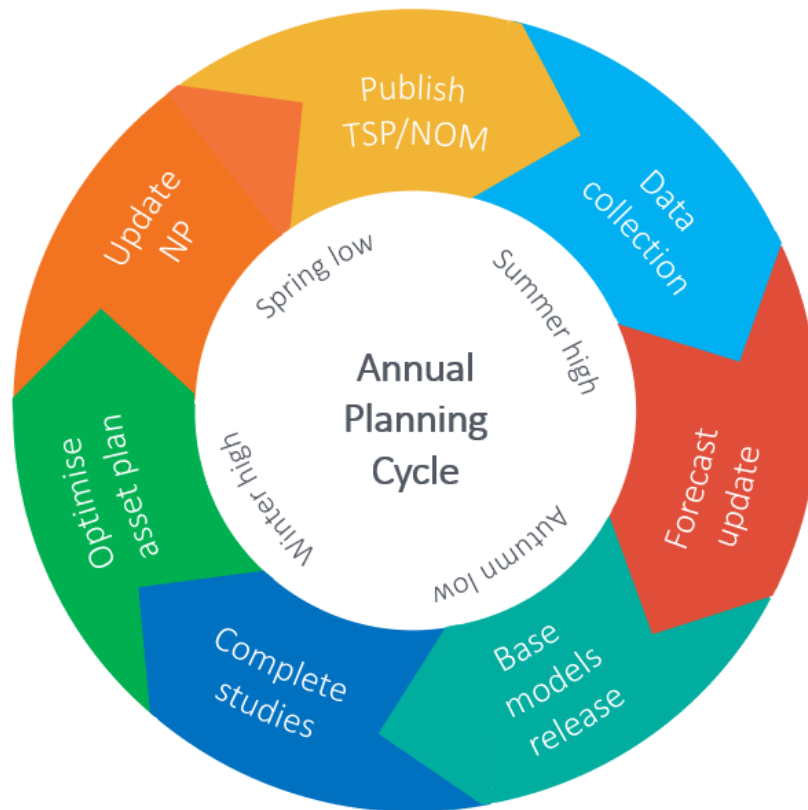 Publish
TSP/NOM
Data
collection
Forecast
update
Base
models
release
Complete
studies
Optimise
asset plan
Update
NP
Spring low
Summer high
Autumn low
Winter high
Annual
Planning
Cycle